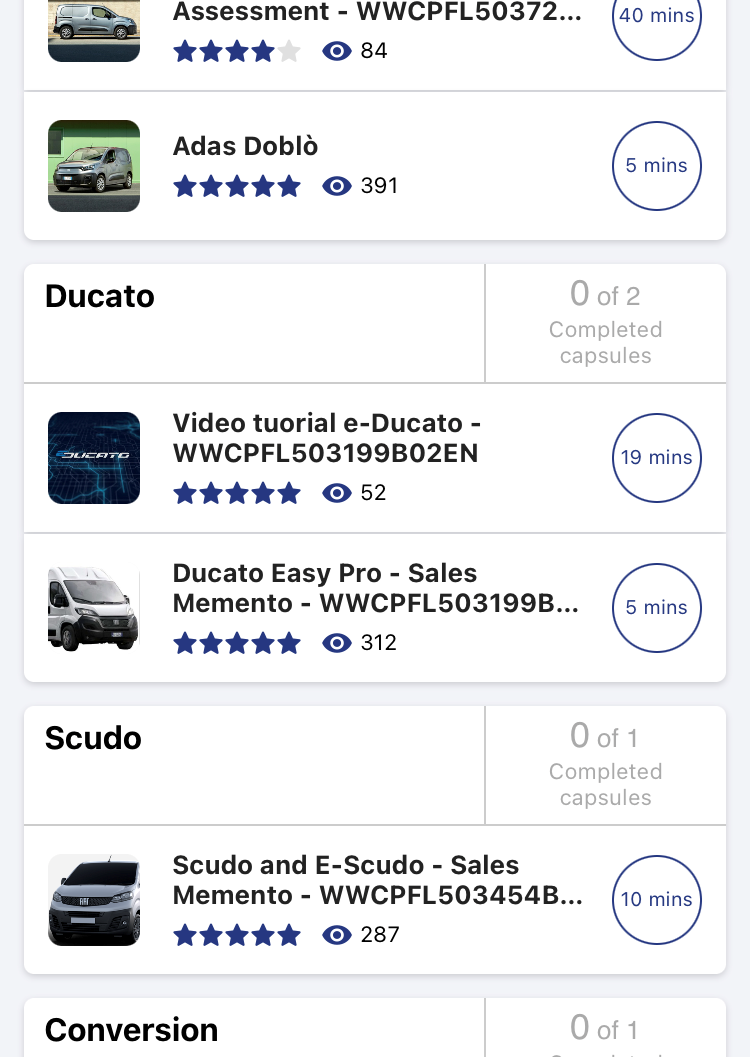 Assessment - WWCPFL50372...
84
40 mins
Adas Doblò
391
5 mins
Ducato
0 of 2
Completed
capsules
DUCATO
Video tuorial e-Ducato -
WWCPFL503199B02EN
52
19 mins
Ducato Easy Pro - Sales
Memento - WWCPFL503199B...
312
5 mins
Scudo
0 of 1
Completed
capsules
FIAT
Scudo and E-Scudo - Sales
Memento - WWCPFL503454B...
287
10 mins
Conversion
0 of 1